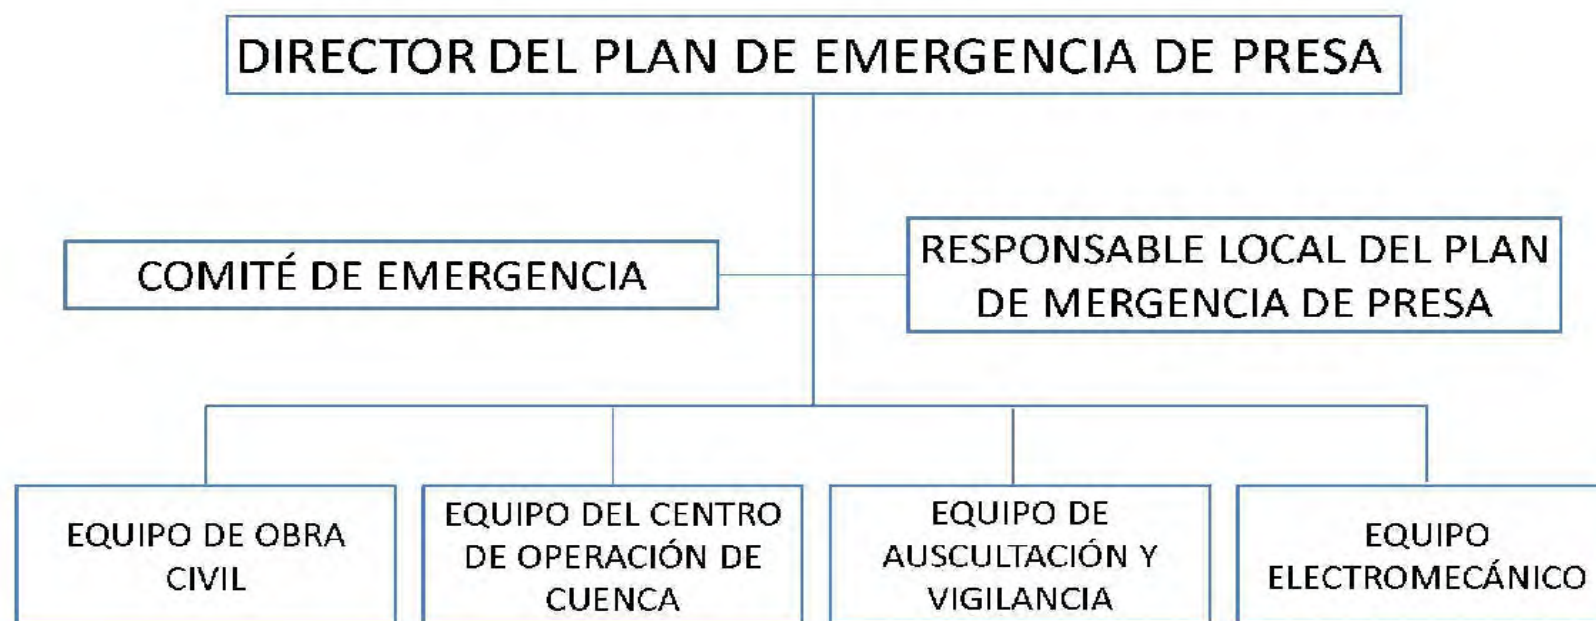 DIRECTOR DEL PLAN DE EMERGENCIA DE PRESA
COMITÉ DE EMERGENCIA
RESPONSABLE LOCAL DEL PLAN
DE MERGENCIA DE PRESA
EQUIPO DE OBRA
CIVIL
EQUIPO DEL CENTRO
DE OPERACIÓN DE
CUENCA
EQUIPO DE
AUSCULTACIÓN Y
VIGILANCIA
EQUIPO
ELECTROMECÁNICO